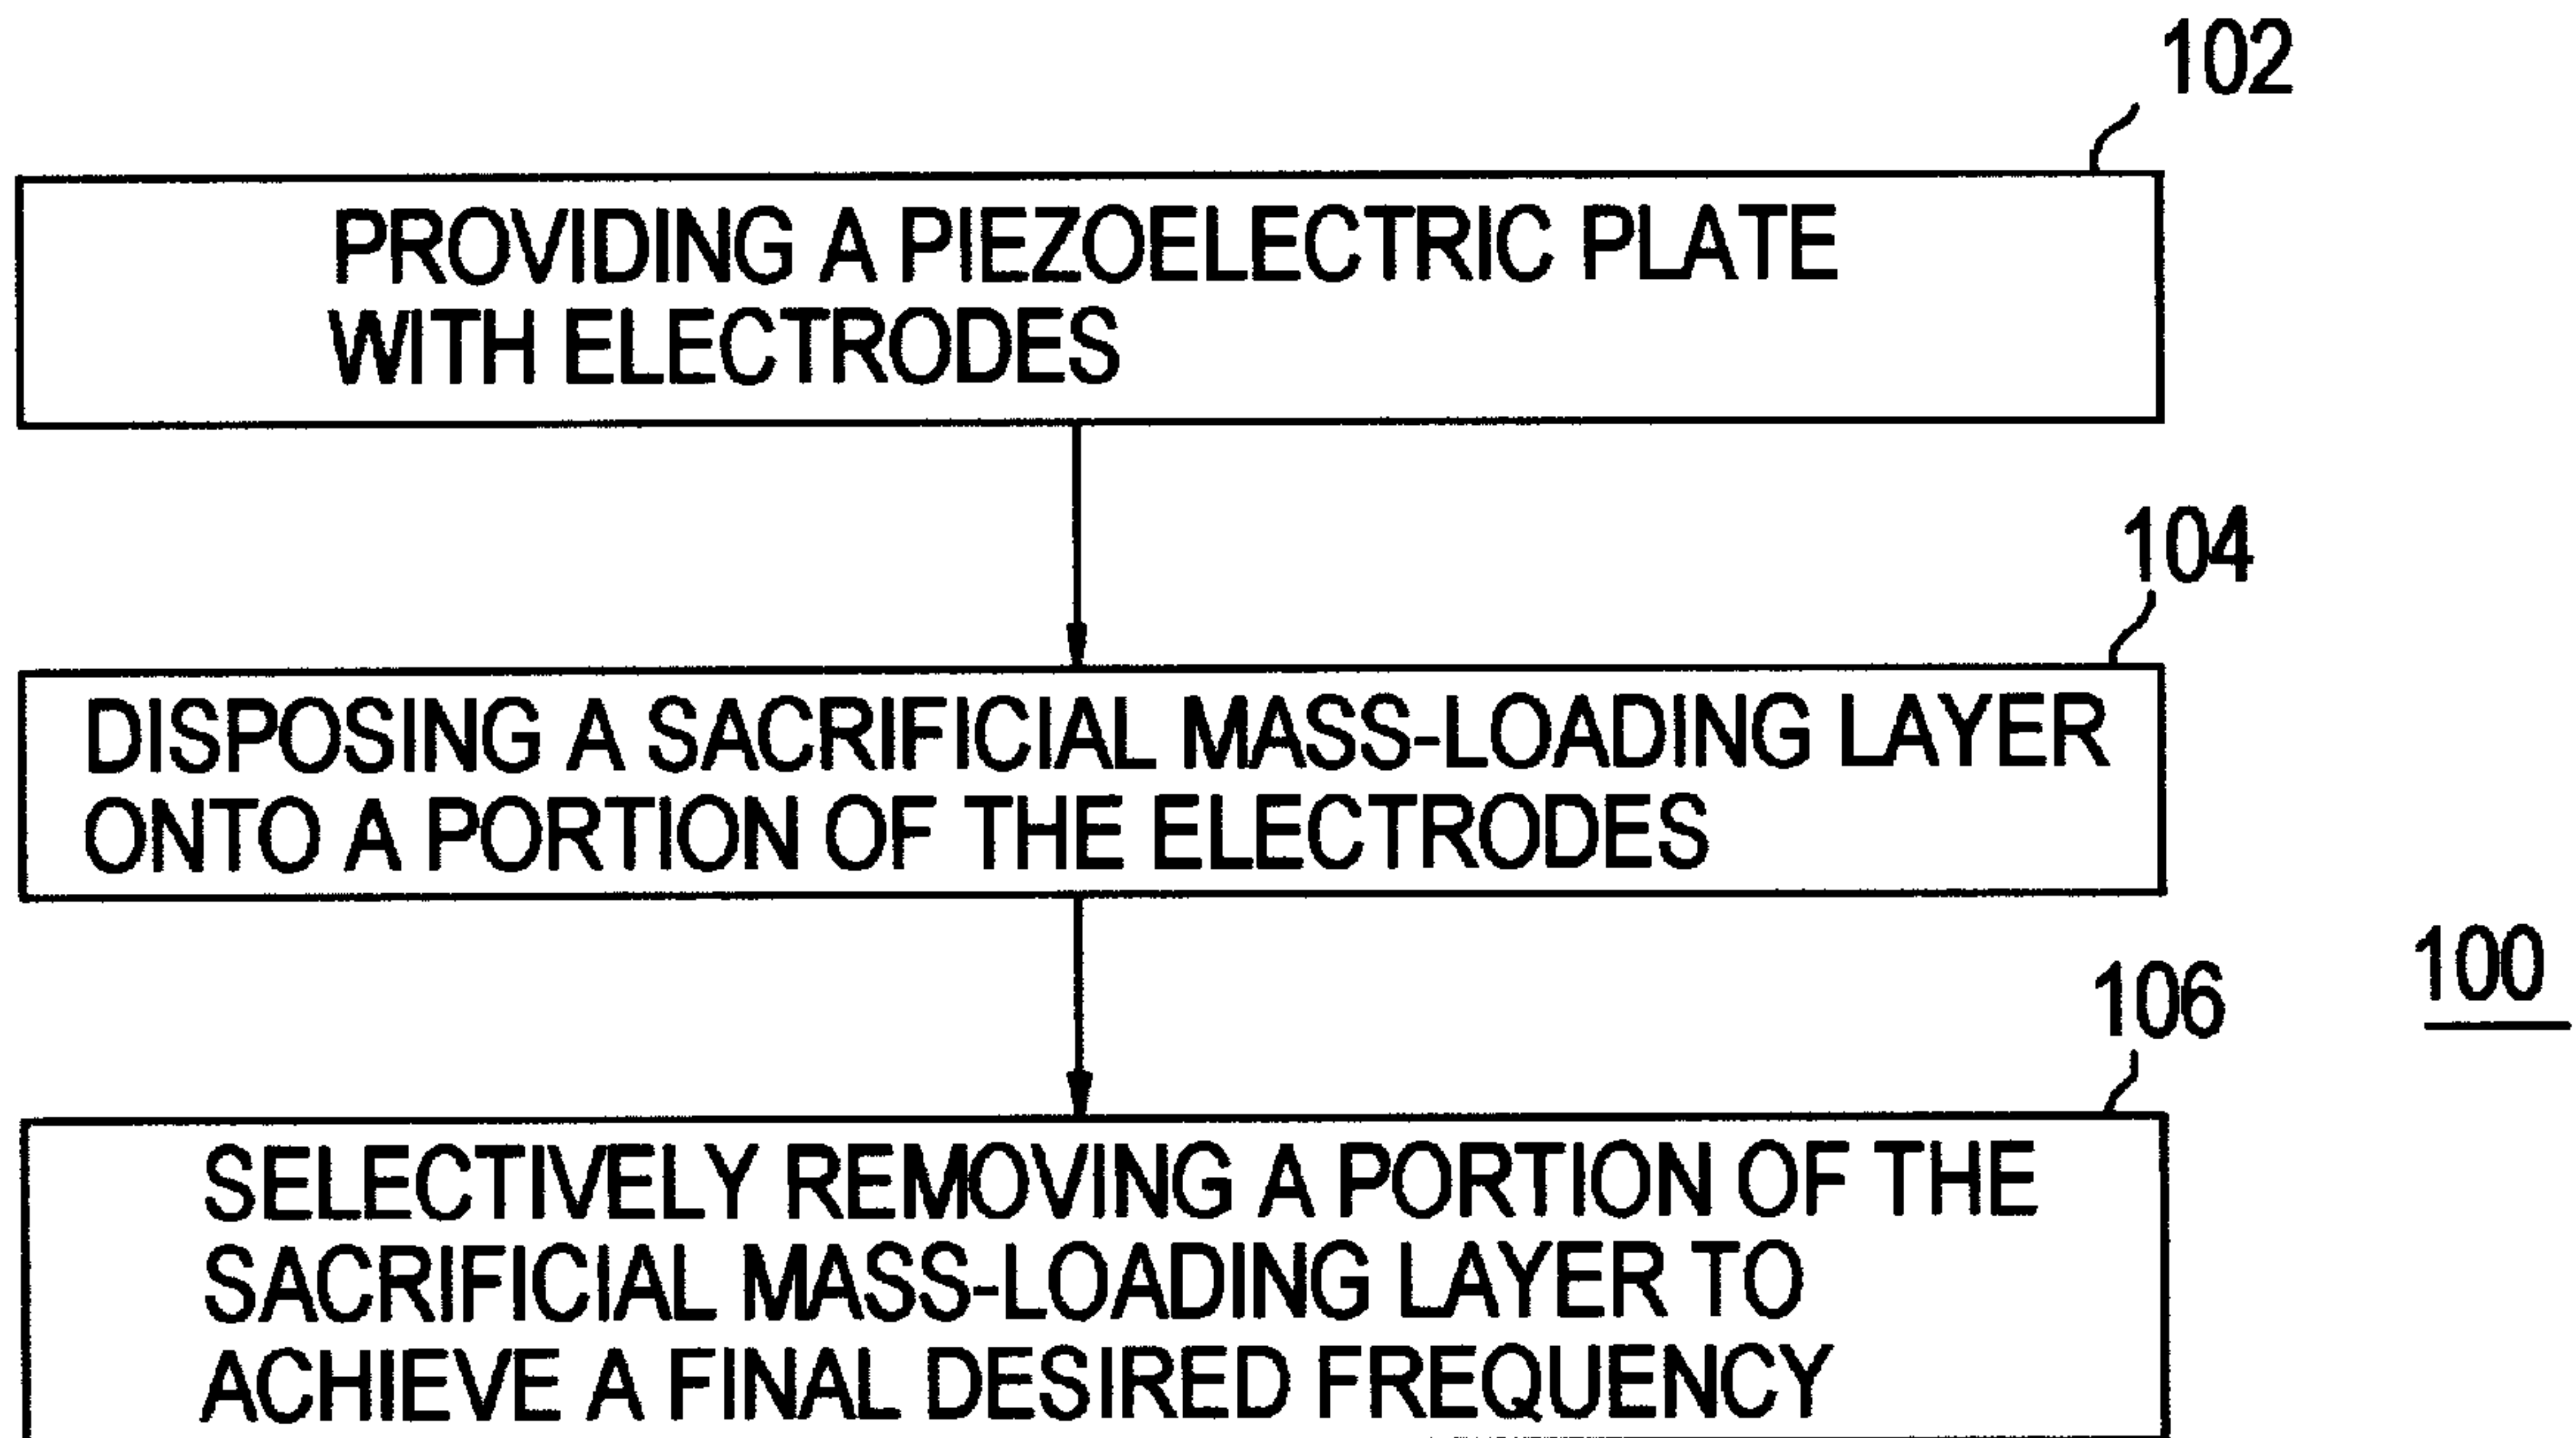 102
PROVIDING A PIEZOELECTRIC PLATE
WITH ELECTRODES
104
DISPOSING A SACRIFICIAL MASS-LOADING LAYER
ONTO A PORTION OF THE ELECTRODES
100
106
SELECTIVELY REMOVING A PORTION OF THE
SACRIFICIAL MASS-LOADING LAYER TO
ACHIEVE A FINAL DESIRED FREQUENCY